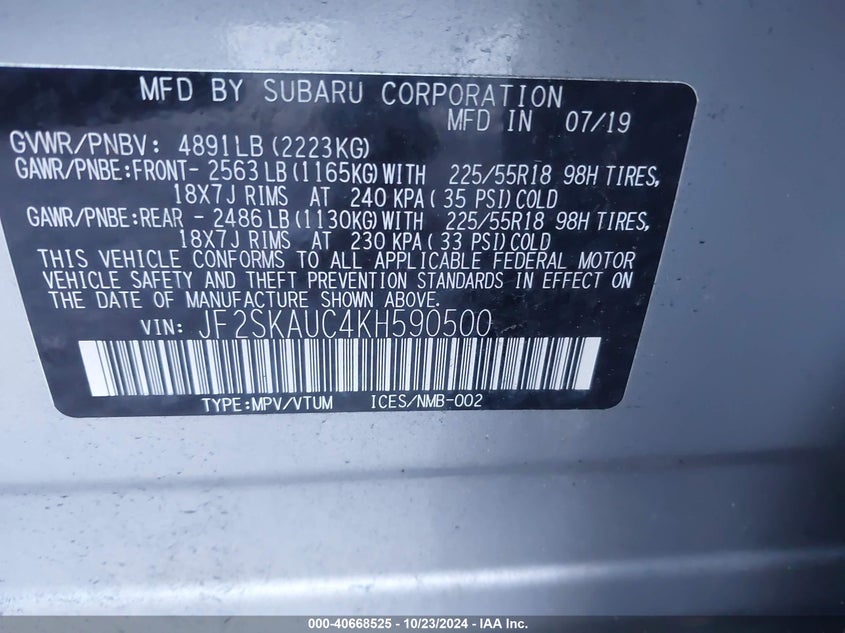 MFD BY SUBARU CORPORATION
MFD IN 07/19
GVWR/PNBV: 4891LB(2223KG)
GAWR/PNBE:FRONT- 2563LB(1165KG)WITH 225/55R18 98H TIRES,
18X7J RIMS AT 240 KPA( 35 PSI)COLD
GAWR/PNBE:REAR - 2486LB(1130KG)WITH 225/55R18 98H TIRES,
18X7J RIMS AT 230 KPA( 33 PSI)COLD
THIS VEHICLE CONFORMS TO ALL APPLICABLE FEDERAL MOTOR
VEHICLE SAFETY AND THEFT PREVENTION STANDARDS IN EFFECT ON
THE DATE OF MANUFACTURE SHOWN ABOVE.
VIN: JF2SKAUC4KH590500
TYPE:MPV/VTUM ICES/NMB-002
000-40668525 - 10/23/2024 - IAA Inc.